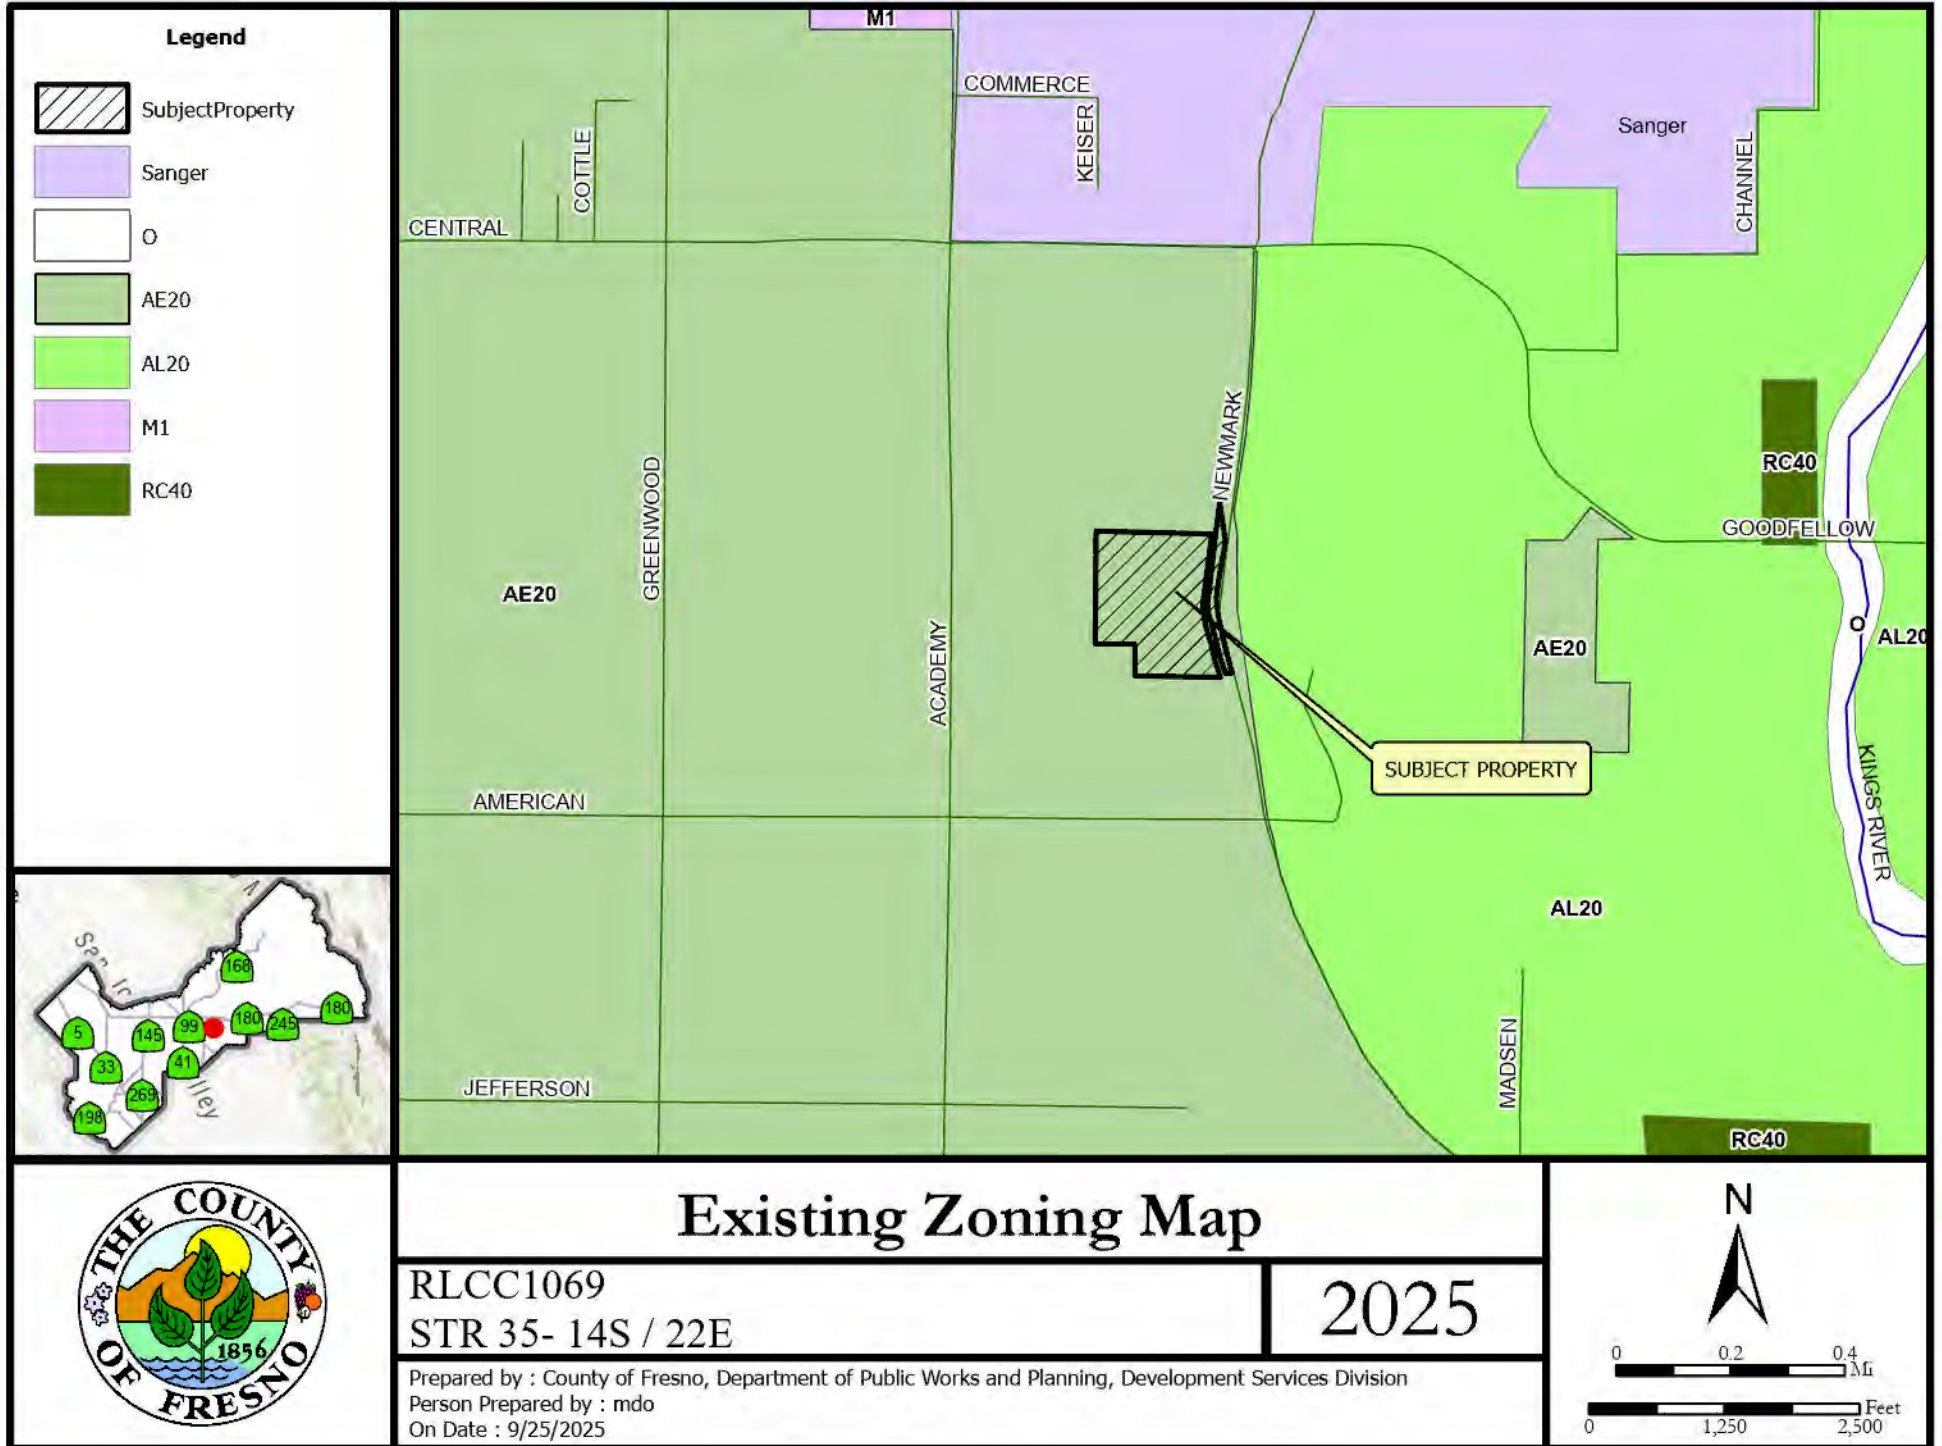 Legend
SubjectProperty
Sanger
O
AE20
AL20
M1
RC40
M1
COMMERCE
KEISER
Sanger
CHANNEL
COTTLE
CENTRAL
NEWMARK
GREENWOOD
RC40
GOODFELLOW
AE20
ACADEMY
AE20
O
AL20
SUBJECT PROPERTY
KINGS RIVER
AMERICAN
AL20
MADSEN
JEFFERSON
RC40
168
180
180
245
99
145
5
33
41
269
198
lley
THE COUNTY
OF FRESNO
1856
Existing Zoning Map
RLCC1069
STR 35- 14S / 22E
2025
Prepared by : County of Fresno, Department of Public Works and Planning, Development Services Division
Person Prepared by : mdo
On Date : 9/25/2025
N
0 0.2 0.4
Mi
Feet
0 1,250 2,500